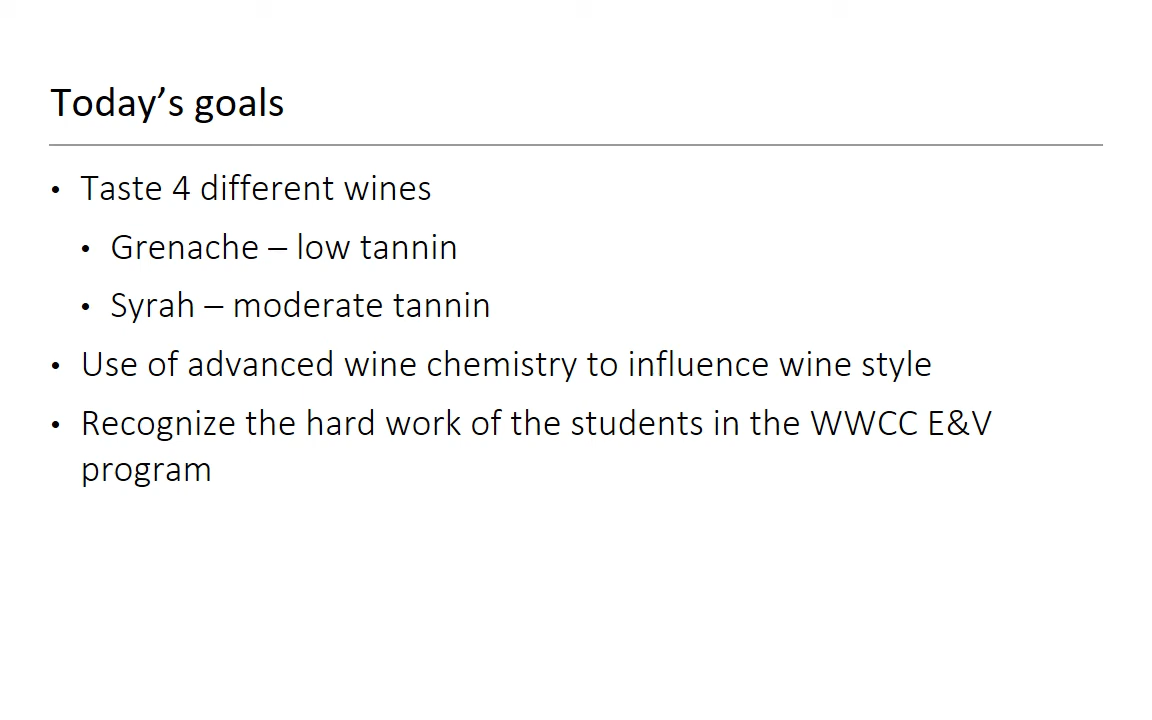 Today’s goals
• Taste 4 different wines
• Grenache – low tannin
• Syrah – moderate tannin
• Use of advanced wine chemistry to influence wine style
• Recognize the hard work of the students in the WWCC E&V
program